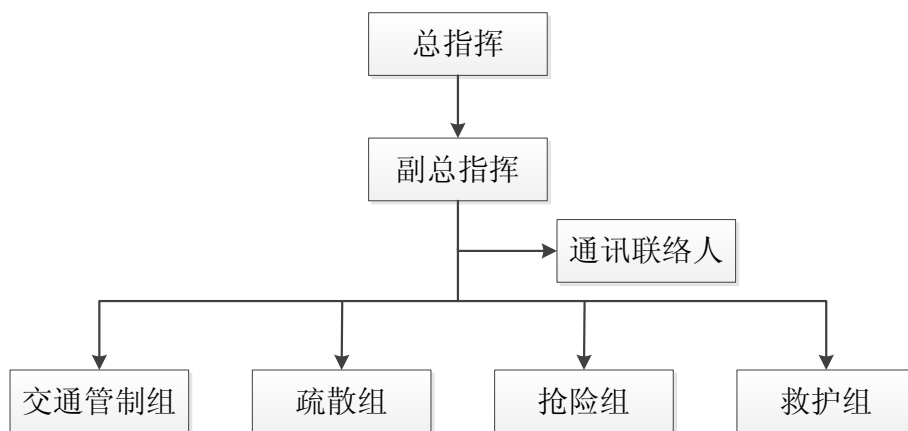 总指挥
副总指挥
通讯联络人
交通管制组
疏散组
抢险组
救护组